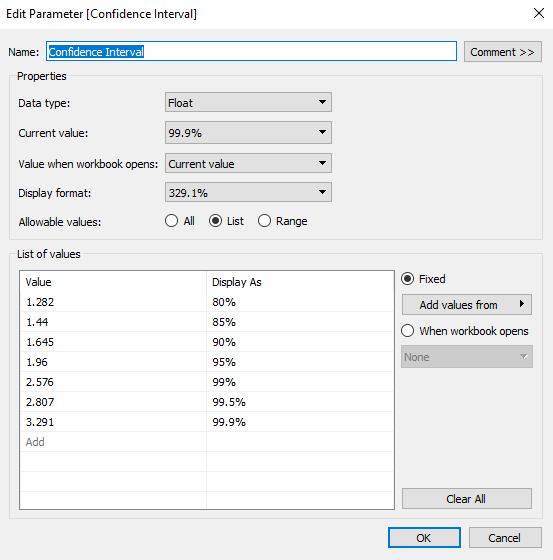 Edit Parameter [Confidence Interval]
Name: Confidence Interval Comment >>
Properties
Data type: Float
Current value: 99.9%
Value when workbook opens: Current value
Display format: 329.1%
Allowable values: All List Range
List of values
Value Display As
1.282 80%
1.44 85%
1.645 90%
1.96 95%
2.576 99%
2.807 99.5%
3.291 99.9%
Add
Fixed
Add values from
When workbook opens
None
Clear All
OK Cancel